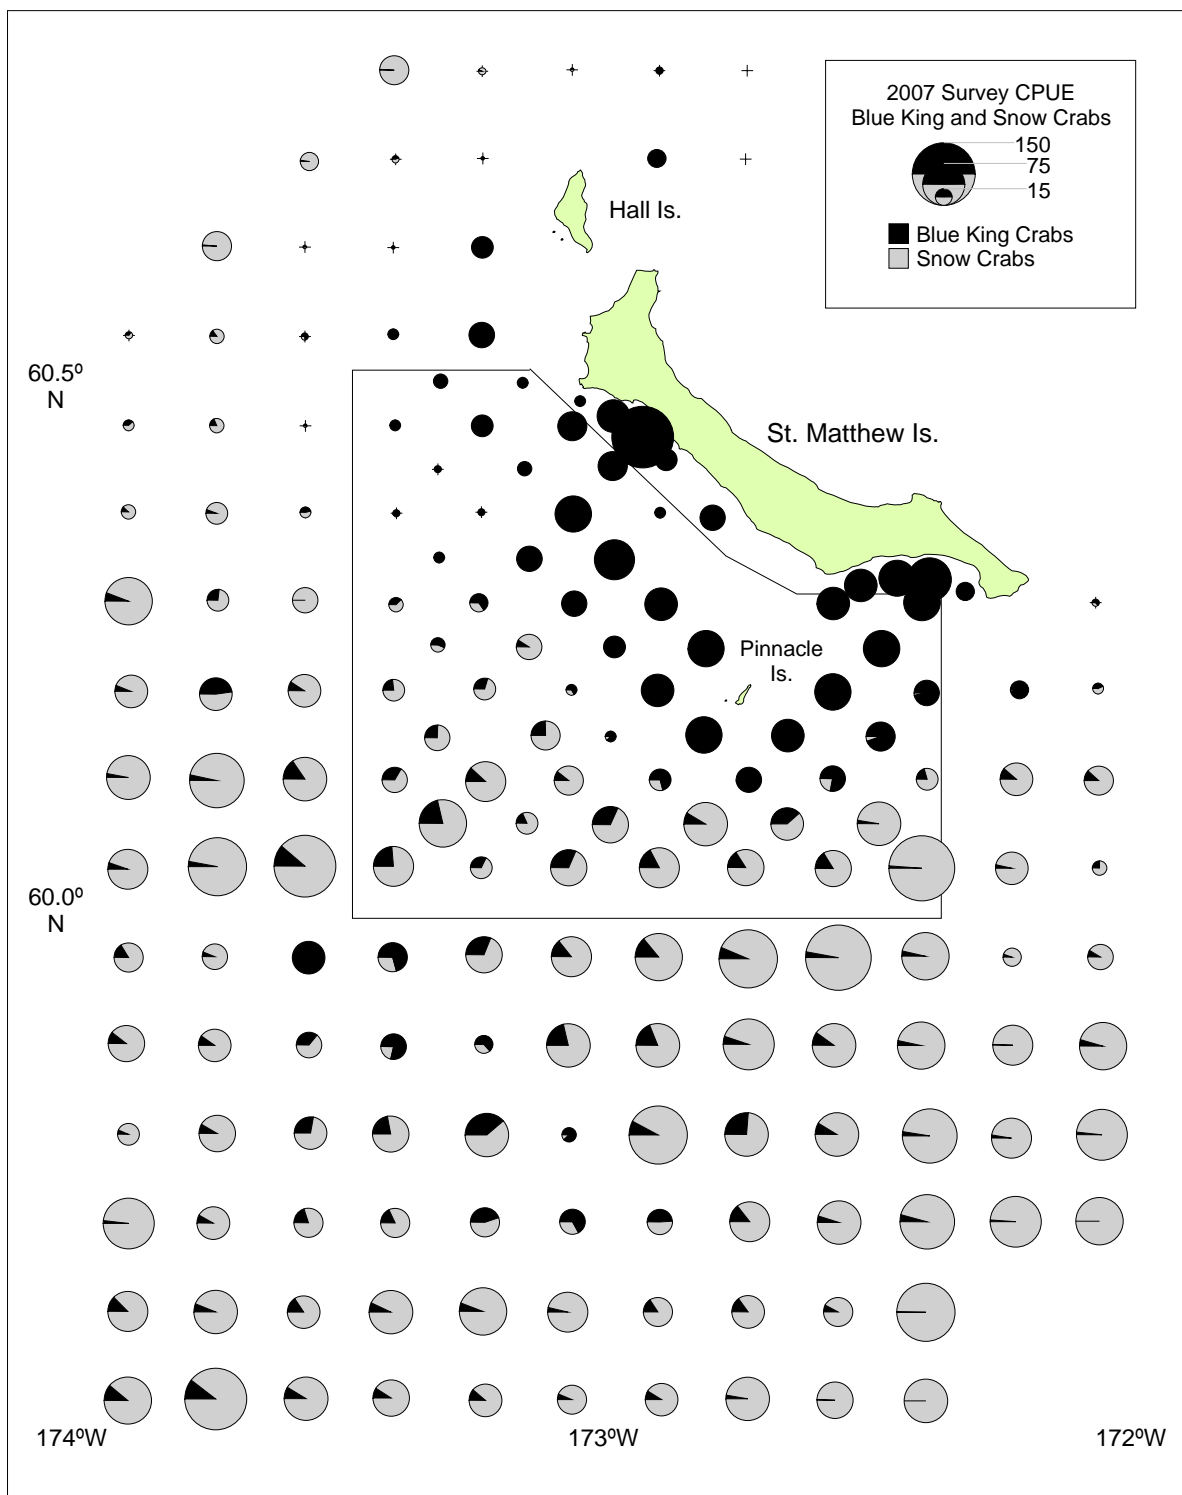 2007 Survey CPUE
Blue King and Snow Crabs
150
75
15
Blue King Crabs
Snow Crabs
Hall Is.
60.5º
N
St. Matthew Is.
Pinnacle
Is.
60.0º
N
174ºW
173ºW
172ºW